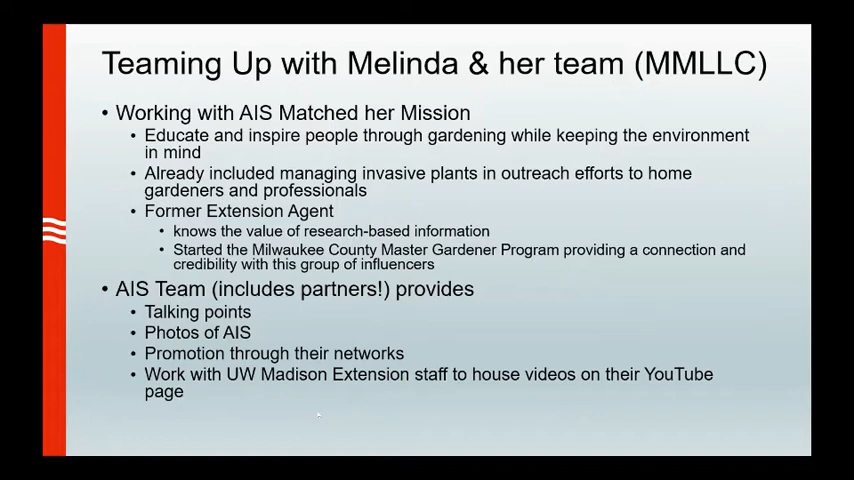 Teaming Up with Melinda & her team (MMLLC)
• Working with AIS Matched her Mission
• Educate and inspire people through gardening while keeping the environment
in mind
• Already included managing invasive plants in outreach efforts to home
gardeners and professionals
• Former Extension Agent
• knows the value of research-based information
• Started the Milwaukee County Master Gardener Program providing a connection and
credibility with this group of influencers
• AIS Team (includes partners!) provides
• Talking points
• Photos of AIS
• Promotion through their networks
• Work with UW Madison Extension staff to house videos on their YouTube
page